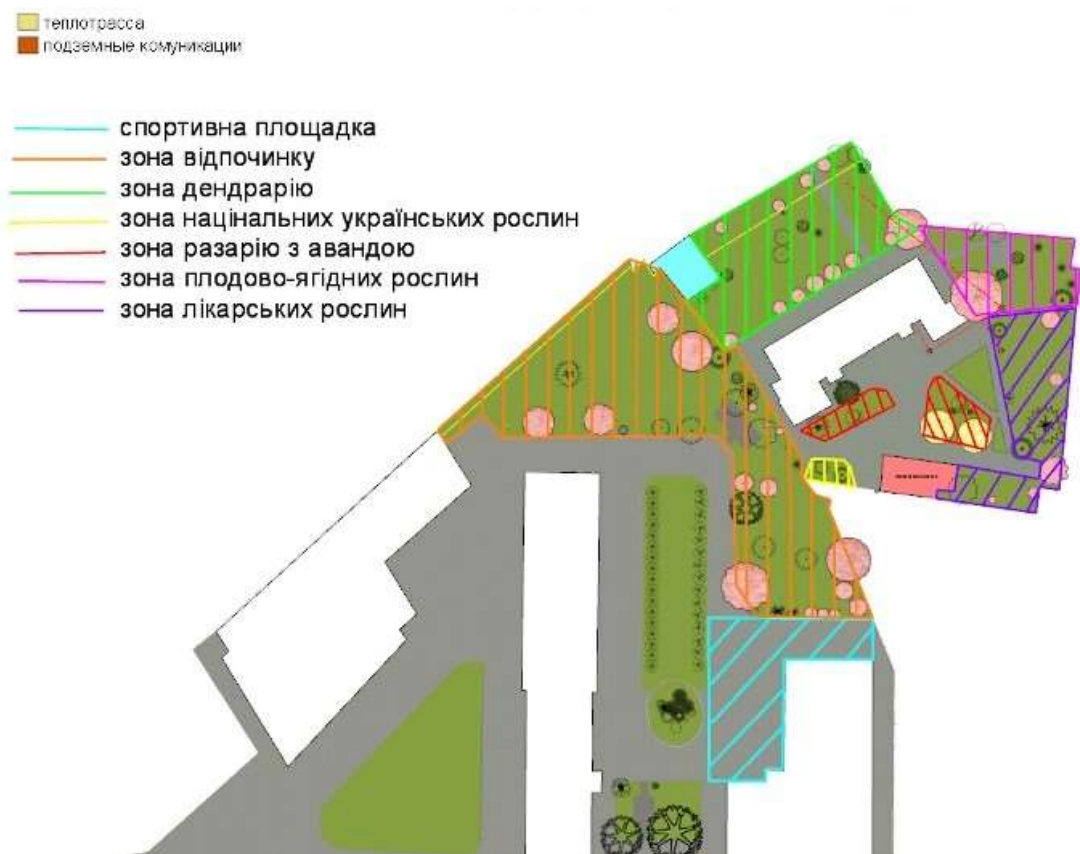 теплотрасса
подземные комуникации
спортивна площадка
зона відпочинку
зона дендрарію
зона націнальних українських рослин
зона разарію з авандою
зона плодово-ягідних рослин
зона лікарських рослин